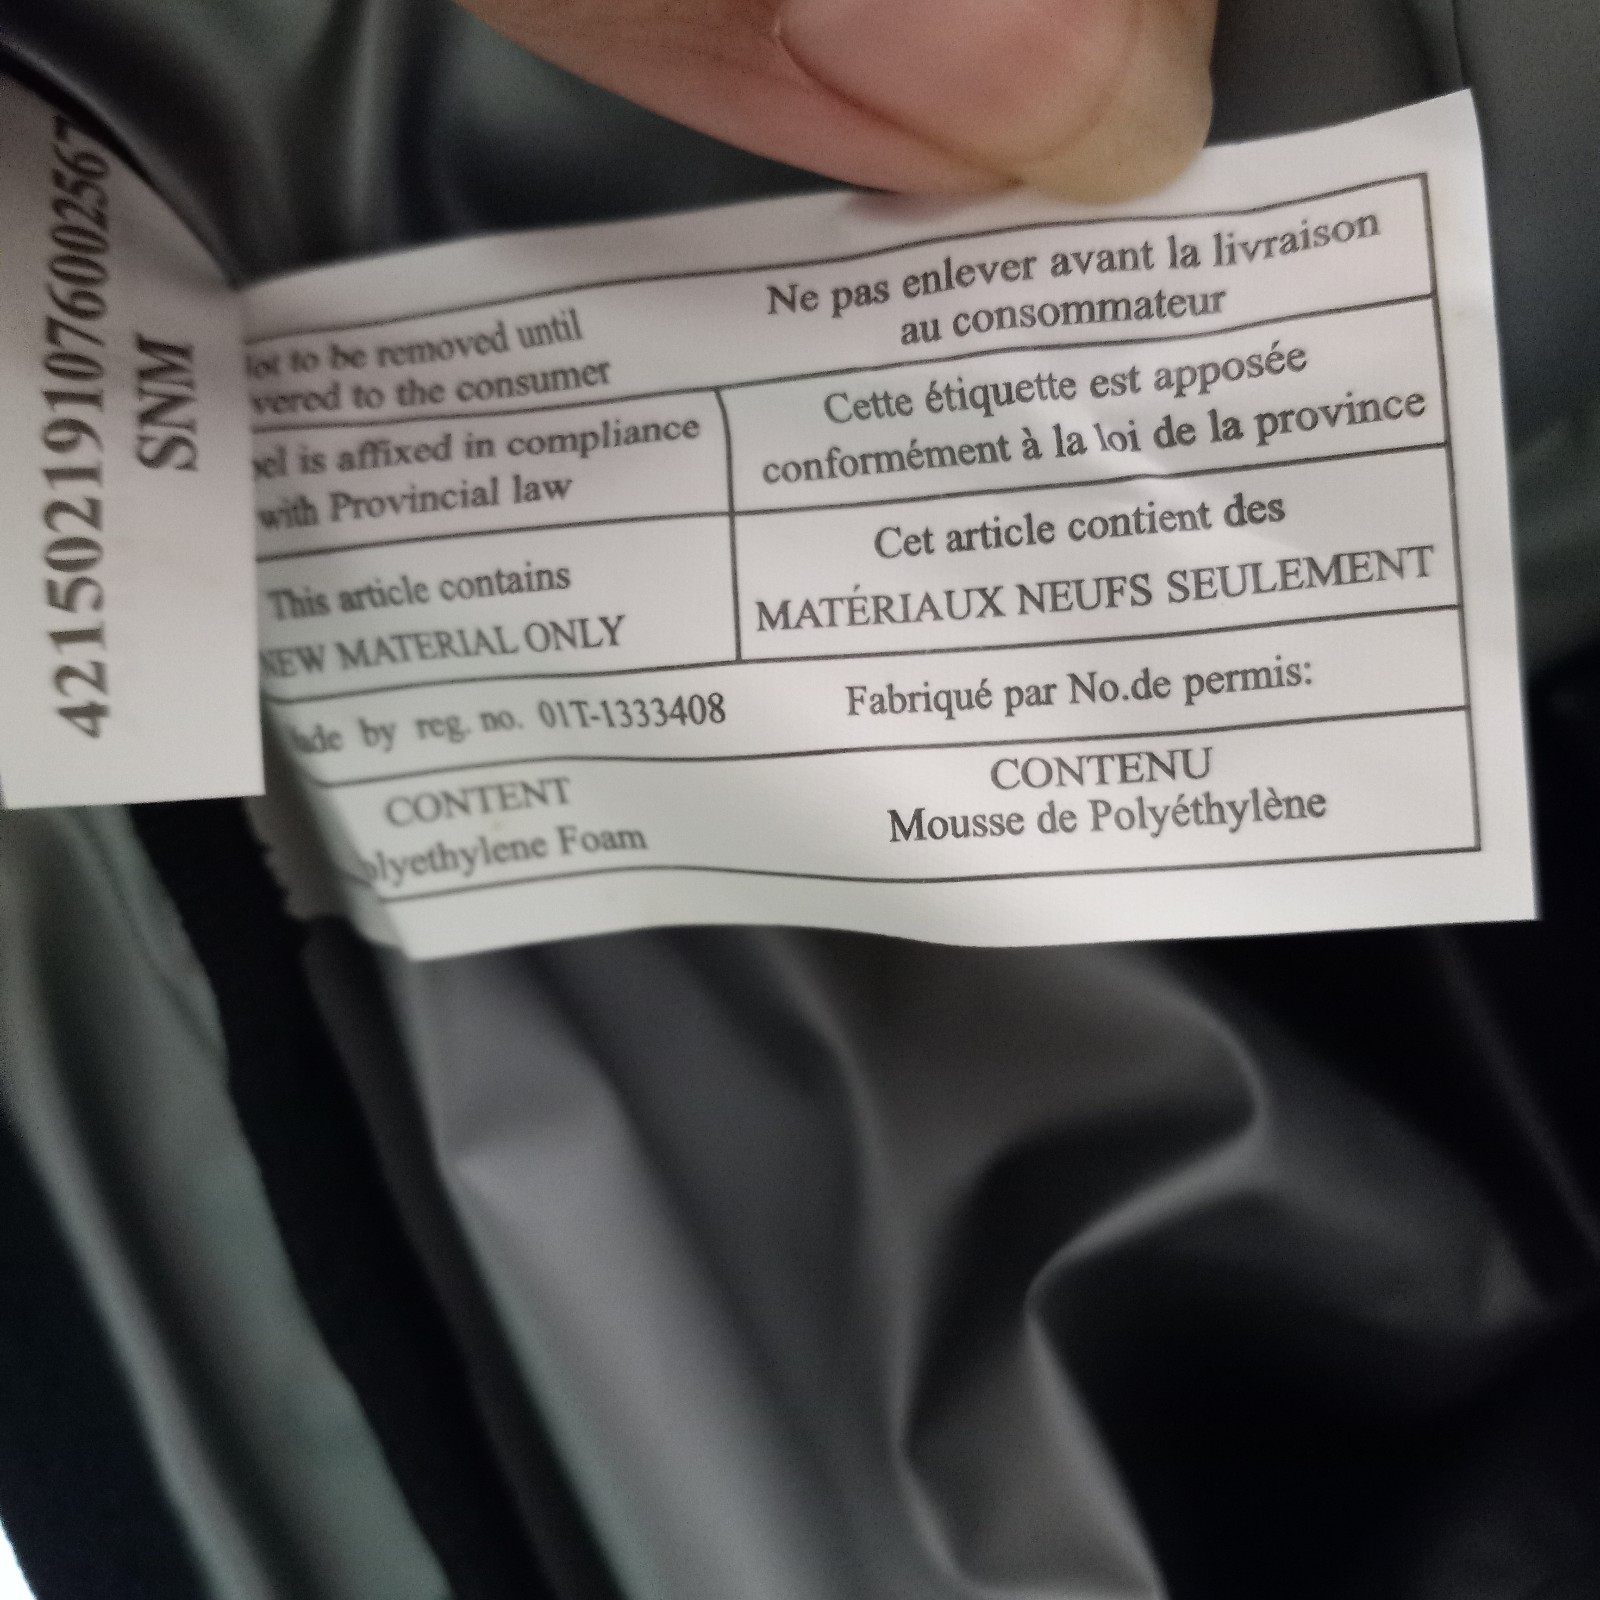 421502191076002567
SNM
to be removed until
to the consumer
Ne pas enlever avant la livraison
au consommateur
is affixed in compliance
with Provincial law
Cette étiquette est apposée
conformément à la loi de la province
This article contains
NEW MATERIAL ONLY
Cet article contient des
MATÉRIAUX NEUFS SEULEMENT
by reg. no. 01T-1333408
Fabriqué par No.de permis:
CONTENT
Foam
CONTENU
Mousse de Polyéthylène